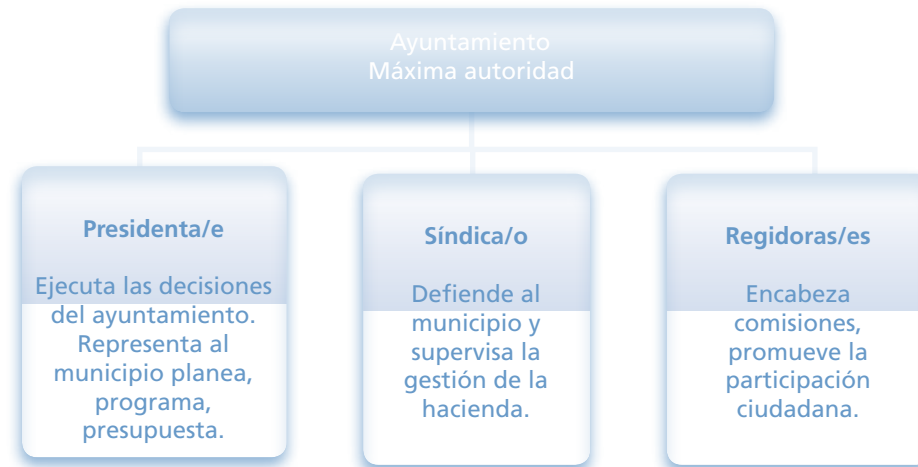 Ayuntamiento
Máxima autoridad
Presidenta/e
Ejecuta las decisiones
del ayuntamiento.
Representa al
municipio planea,
programa,
presupuesta.
Síndica/o
Defiende al
municipio y
supervisa la
gestión de la
hacienda.
Regidoras/es
Encabeza
comisiones,
promueve la
participación
ciudadana.